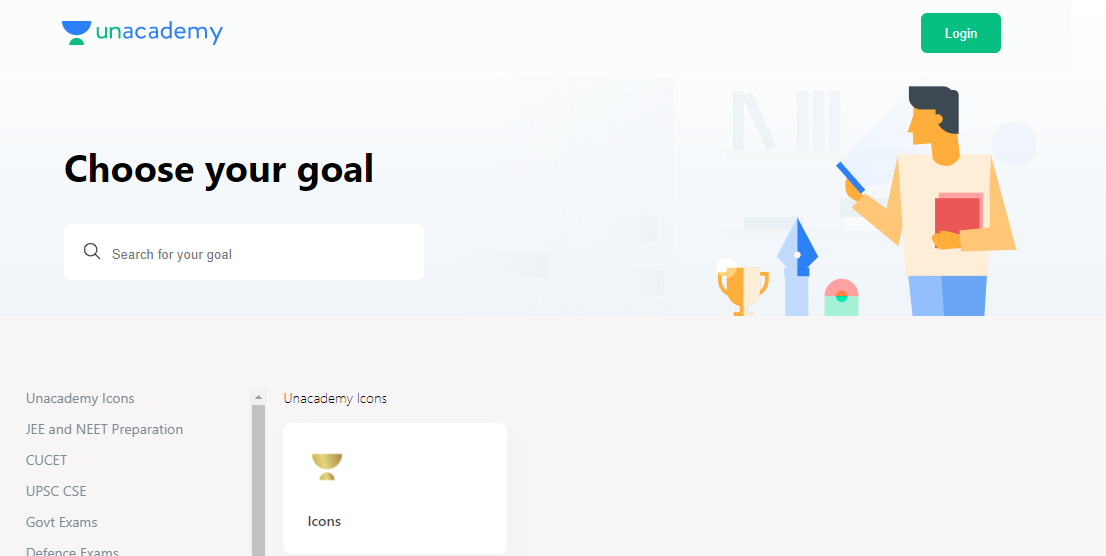 unacademy
Login
Choose your goal
Search for your goal
Unacademy Icons
JEE and NEET Preparation
CUCET
UPSC CSE
Govt Exams
Defence Exams
Unacademy Icons
Icons